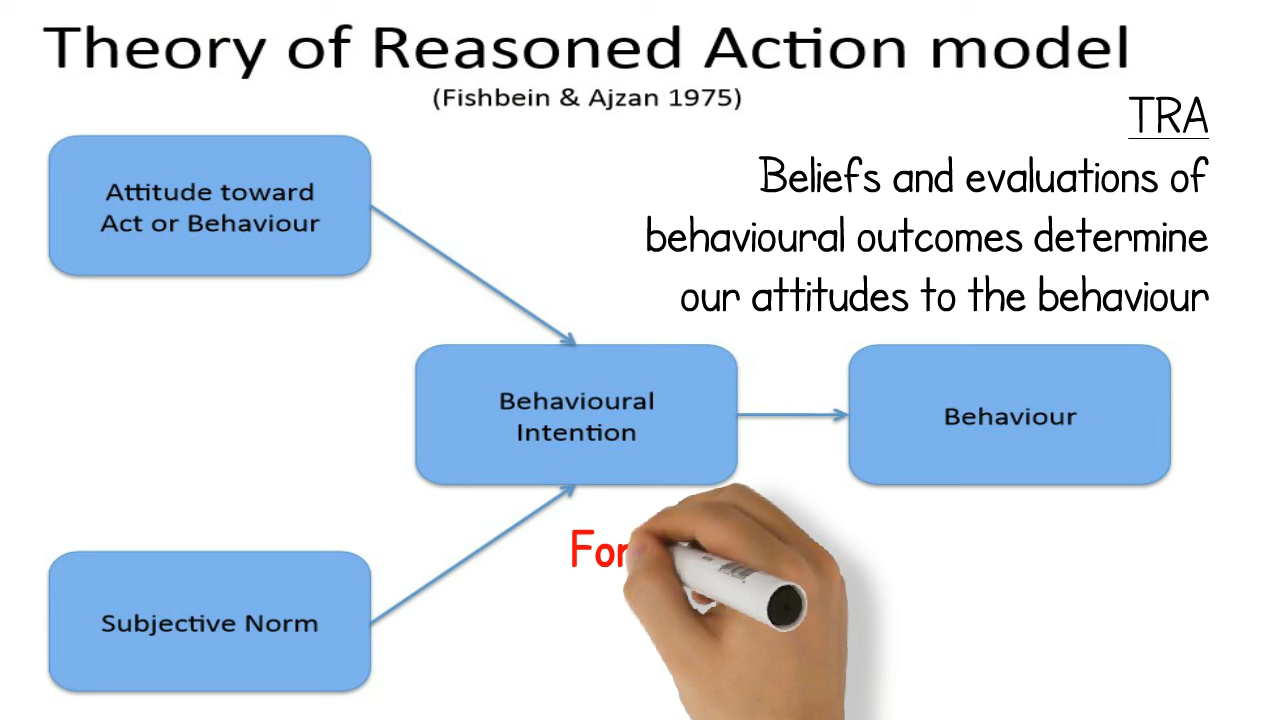 Theory of Reasoned Action model
(Fishbein & Ajzan 1975)
TRA
Beliefs and evaluations of
behavioural outcomes determine
our attitudes to the behaviour
Attitude toward
Act or Behaviour
Behavioural
Intention
Behaviour
For
Subjective Norm